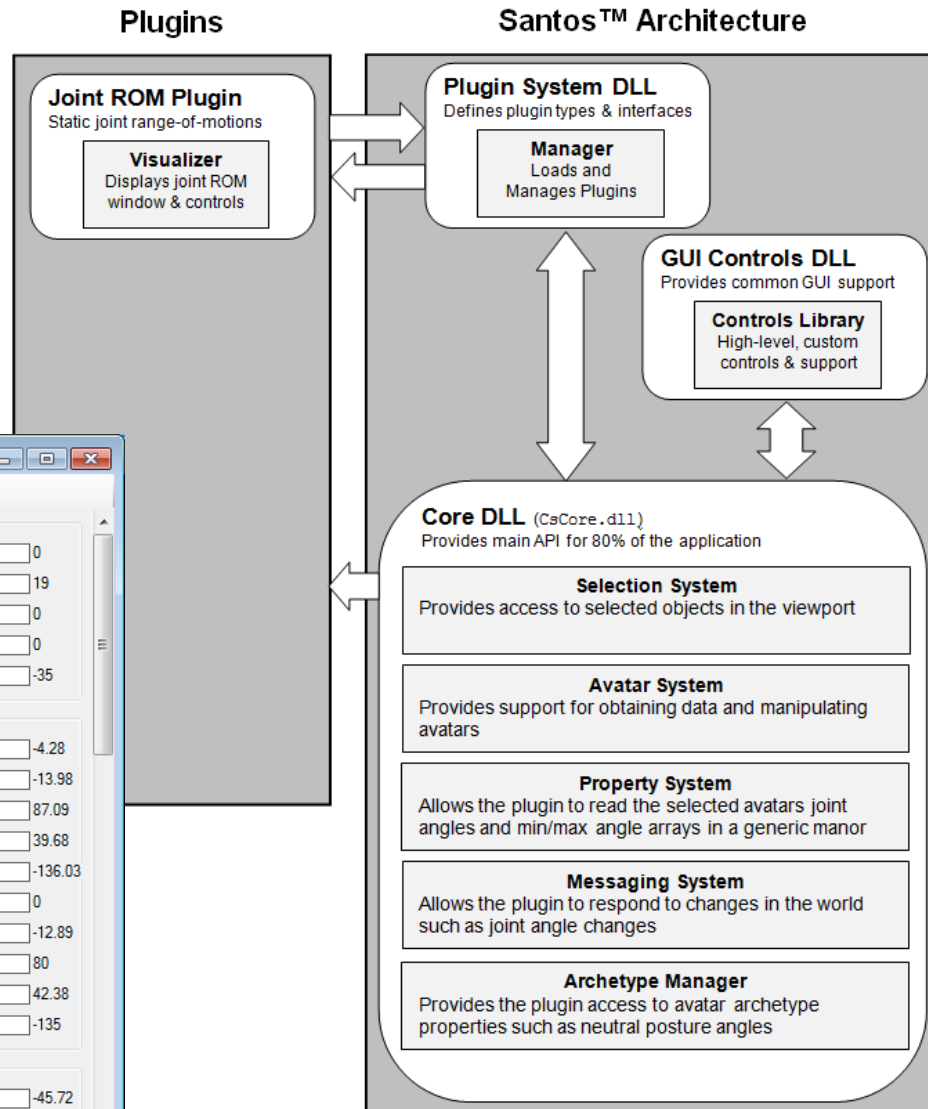 Plugins
Santos™ Architecture
Joint ROM Plugin
Static joint range-of-motions
Visualizer
Displays joint ROM
window & controls
Plugin System DLL
Defines plugin types & interfaces
Manager
Loads and
Manages Plugins
GUI Controls DLL
Provides common GUI support
Controls Library
High-level, custom
controls & support
Core DLL (CsCore.dll)
Provides main API for 80% of the application
Selection System
Provides access to selected objects in the viewport
Avatar System
Provides support for obtaining data and manipulating
avatars
Property System
Allows the plugin to read the selected avatars joint
angles and min/max angle arrays in a generic manor
Messaging System
Allows the plugin to respond to changes in the world
such as joint angle changes
Archetype Manager
Provides the plugin access to avatar archetype
properties such as neutral posture angles
0
19
0
0
-35
-4.28
-13.98
87.09
39.68
-136.03
0
-12.89
80
42.38
-135
-45.72